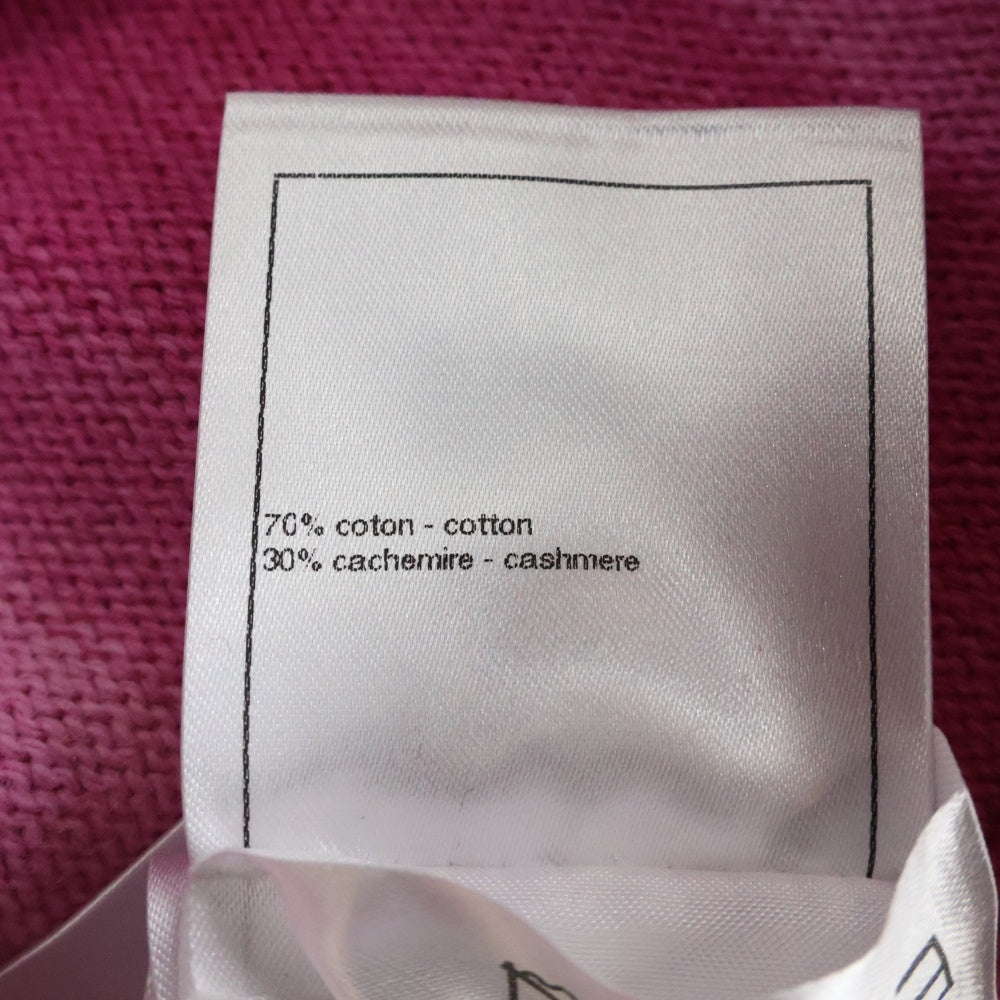 70% coton - cotton
30% cachemire - cashmere